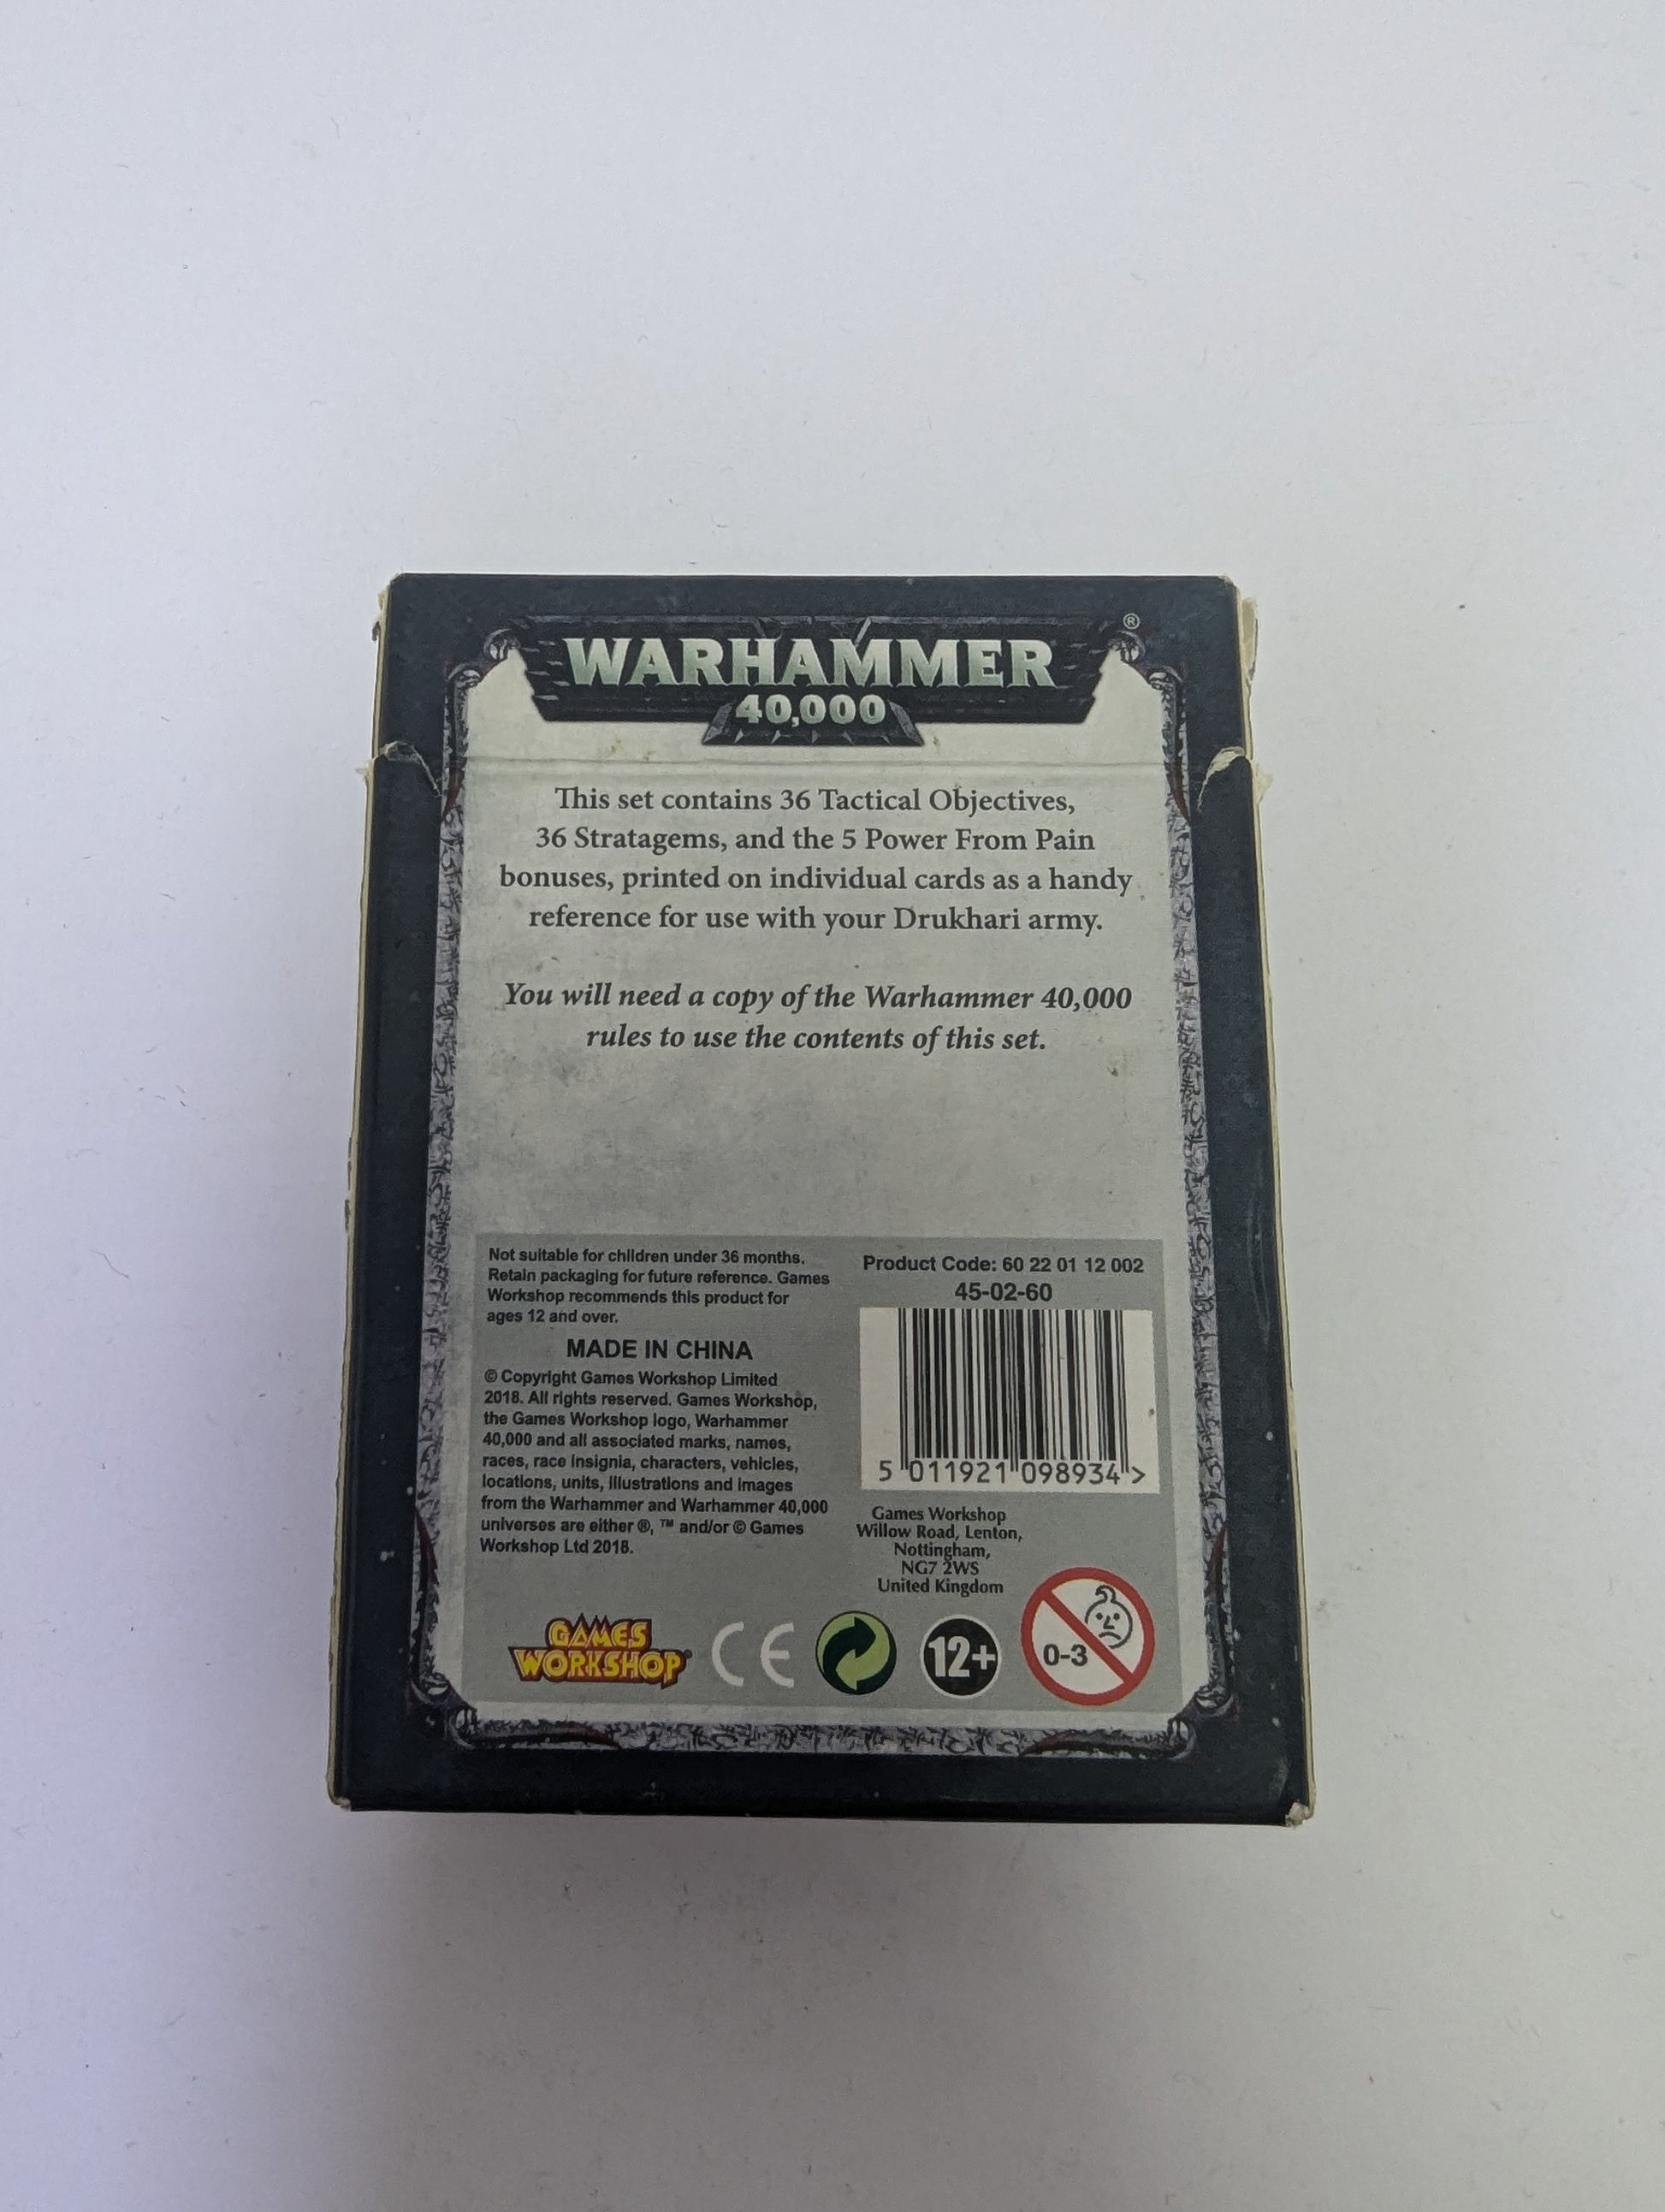 WARHAMMER®
40,000
This set contains 36 Tactical Objectives,
36 Stratagems, and the 5 Power From Pain
bonuses, printed on individual cards as a handy
reference for use with your Drukhari army.
You will need a copy of the Warhammer 40,000
rules to use the contents of this set.
Not suitable for children under 36 months.
Retain packaging for future reference. Games
Workshop recommends this product for
ages 12 and over.
MADE IN CHINA
© Copyright Games Workshop Limited
2018. All rights reserved. Games Workshop,
the Games Workshop logo, Warhammer
40,000 and all associated marks, names,
races, race insignia, characters, vehicles,
locations, units, illustrations and images
from the Warhammer and Warhammer 40,000
universes are either ®, ™ and/or © Games
Workshop Ltd 2018.
Product Code: 60 22 01 12 002
45-02-60
5 011921 098934 >
Games Workshop
Willow Road, Lenton,
Nottingham,
NG7 2WS
United Kingdom
GAMES
WORKSHOP®
CE
12+
0-3